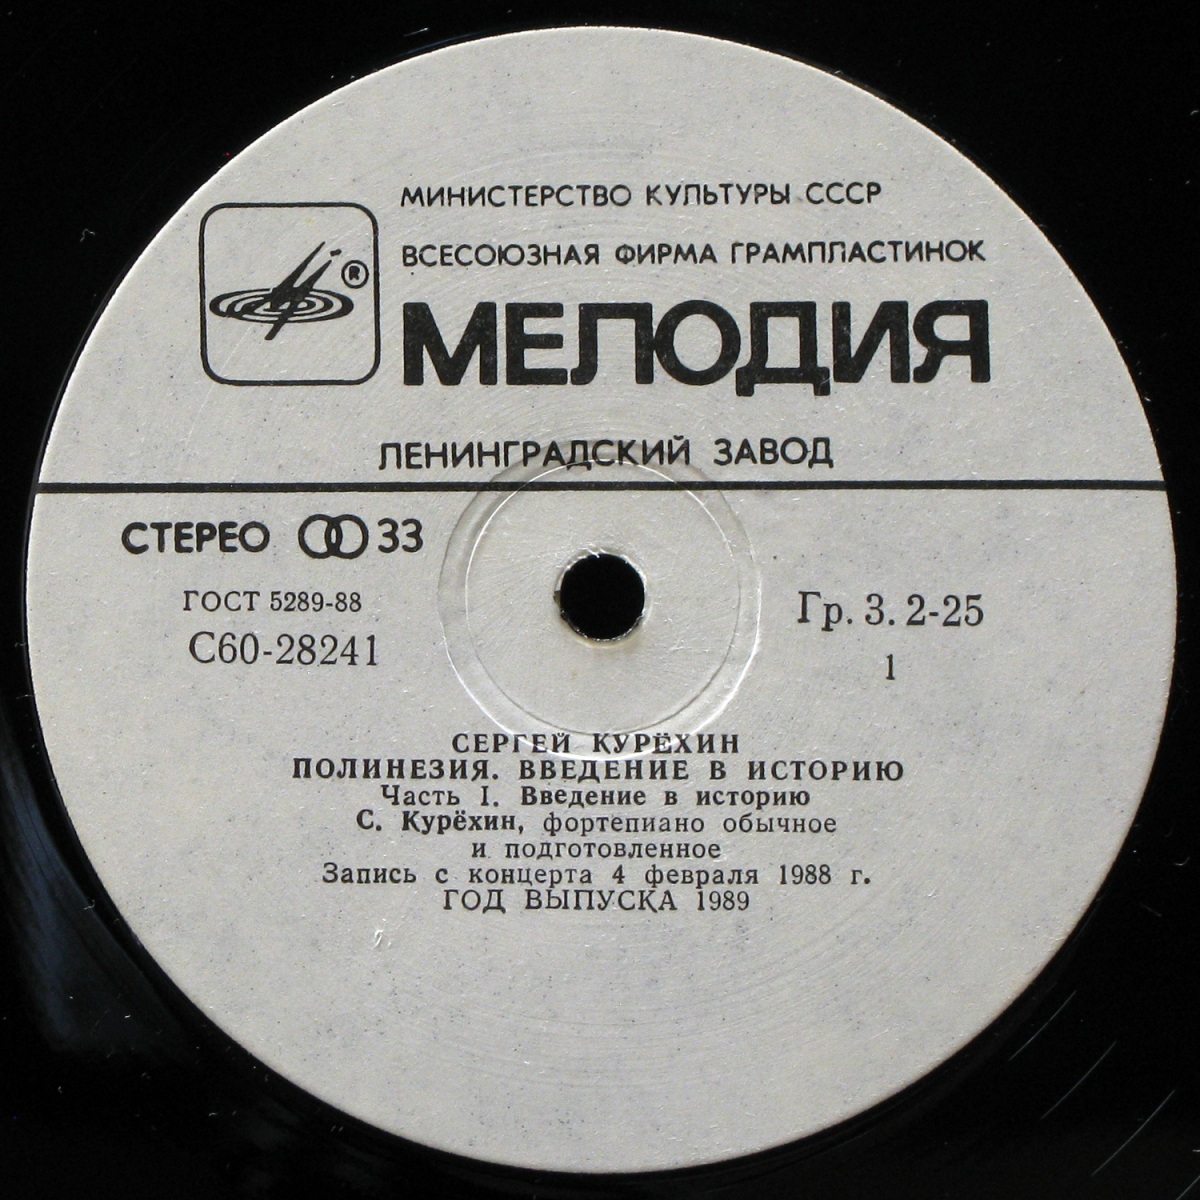 МИНИСТЕРСТВО КУЛЬТУРЫ СССР
ВСЕСОЮЗНАЯ ФИРМА ГРАМПЛАСТИНОК
®
МЕЛОДИЯ
ЛЕНИНГРАДСКИЙ ЗАВОД
СТЕРЕО 33
ГОСТ 5289-88
С60-28241
Гр. 3. 2-25
1
СЕРГЕЙ КУРЁХИН
ПОЛИНЕЗИЯ. ВВЕДЕНИЕ В ИСТОРИЮ
Часть I. Введение в историю
С. Курёхин, фортепиано обычное
и подготовленное
Запись с концерта 4 февраля 1988 г.
ГОД ВЫПУСКА 1989